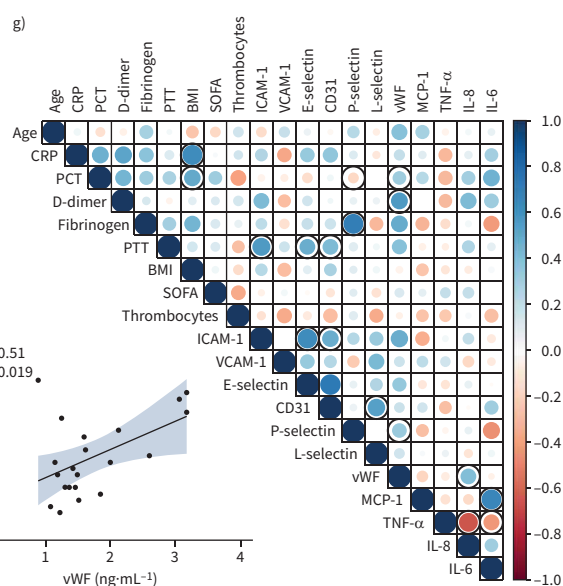 g)
Age
CRP
PCT
D-dimer
Fibrinogen
PTT
BMI
SOFA
Thrombocytes
ICAM-1
VCAM-1
E-selectin
CD31
P-selectin
L-selectin
vWF
MCP-1
TNF-α
IL-8
IL-6
Age
CRP
PCT
D-dimer
Fibrinogen
PTT
BMI
SOFA
Thrombocytes
ICAM-1
VCAM-1
E-selectin
CD31
P-selectin
L-selectin
vWF
MCP-1
TNF-α
IL-8
IL-6
1.0
0.8
0.6
0.4
0.2
0.0
–0.2
–0.4
–0.6
–0.8
–1.0
0.51
0.019
1 2 3 4
vWF (ng·mL–1)